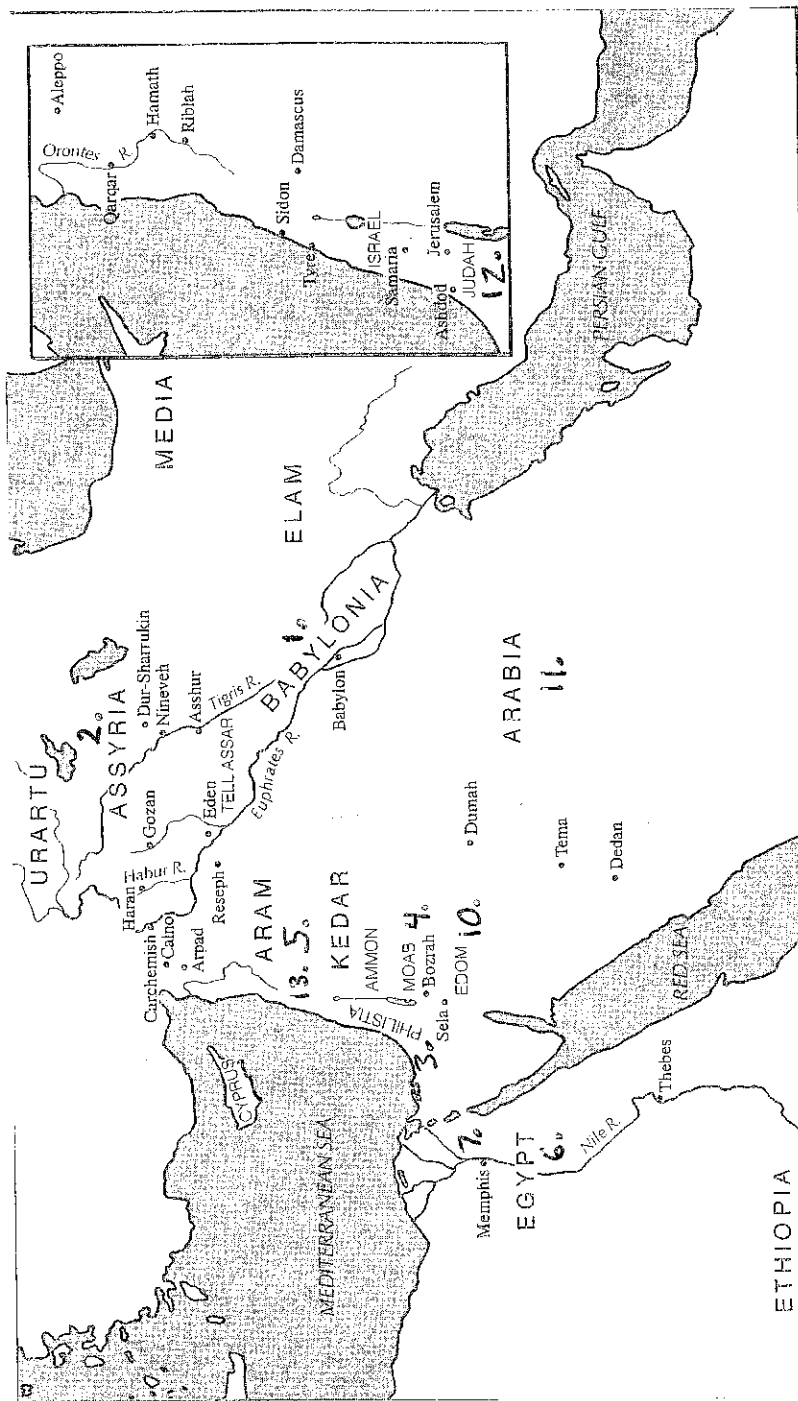 URARTU
ASSYRIA
2.
Dur-Sharrukin
Nineveh
Asshur
Tigris R.
Gozan
Habur R.
Haran
Carchemish
Calno
Arpad
Reseph
Eden
TELL ASSAR
Euphrates R.
BABYLONIA
1.
Babylon
MEDIA
ELAM
ARAM
13. 5.
KEDAR
AMMON
MOAB 4.
Bozrah
PHILISTIA
3.
Sela
EDOM 10.
Dumah
ARABIA
11.
Tema
Dedan
CYPRUS
MEDITERRANEAN SEA
Memphis
7.
EGYPT
6.
Nile R.
Thebes
RED SEA
ETHIOPIA
PERSIAN GULF
Aleppo
Orontes R.
Qarqar
Hamath
Riblah
Sidon
Damascus
Tyre
ISRAEL
Samaria
Jerusalem
Ashdod
JUDAH
12.